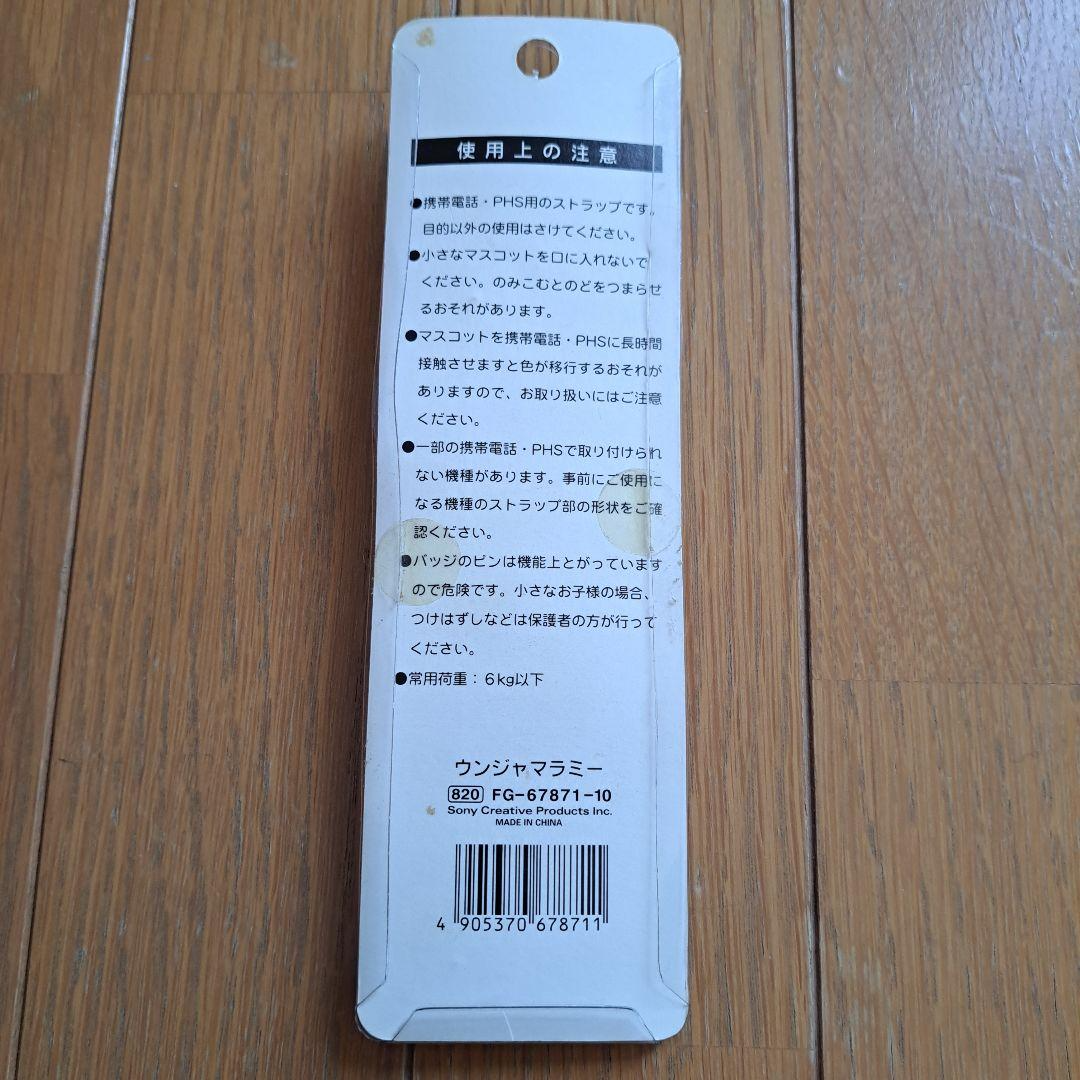 使用上の注意
●携帯電話・PHS用のストラップです。
目的以外の使用はさけてください。
●小さなマスコットを口に入れないで
ください。のみこむとのどをつまらせ
るおそれがあります。
●マスコットを携帯電話・PHSに長時間
接触させますと色が移行するおそれが
ありますので、お取り扱いにはご注意
ください。
●一部の携帯電話・PHSで取り付けられ
ない機種があります。事前にご使用に
なる機種のストラップ部の形状をご確
認ください。
●バッジのピンは機能上とがっています
ので危険です。小さなお子様の場合、
つけはずしなどは保護者の方が行って
ください。
●常用荷重：6kg以下
ウンジャマラミー
820 FG-67871-10
Sony Creative Products Inc.
MADE IN CHINA
4 905370 678711